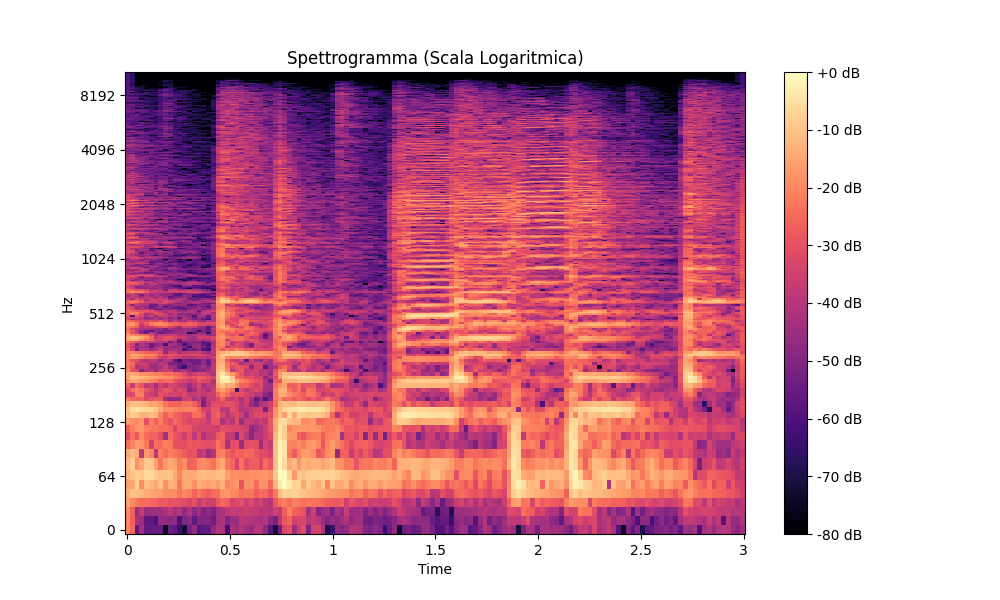 Spettrogramma (Scala Logaritmica)
8192
4096
2048
1024
512
256
128
64
0
Hz
0
0.5
1
1.5
2
2.5
3
Time
+0 dB
-10 dB
-20 dB
-30 dB
-40 dB
-50 dB
-60 dB
-70 dB
-80 dB